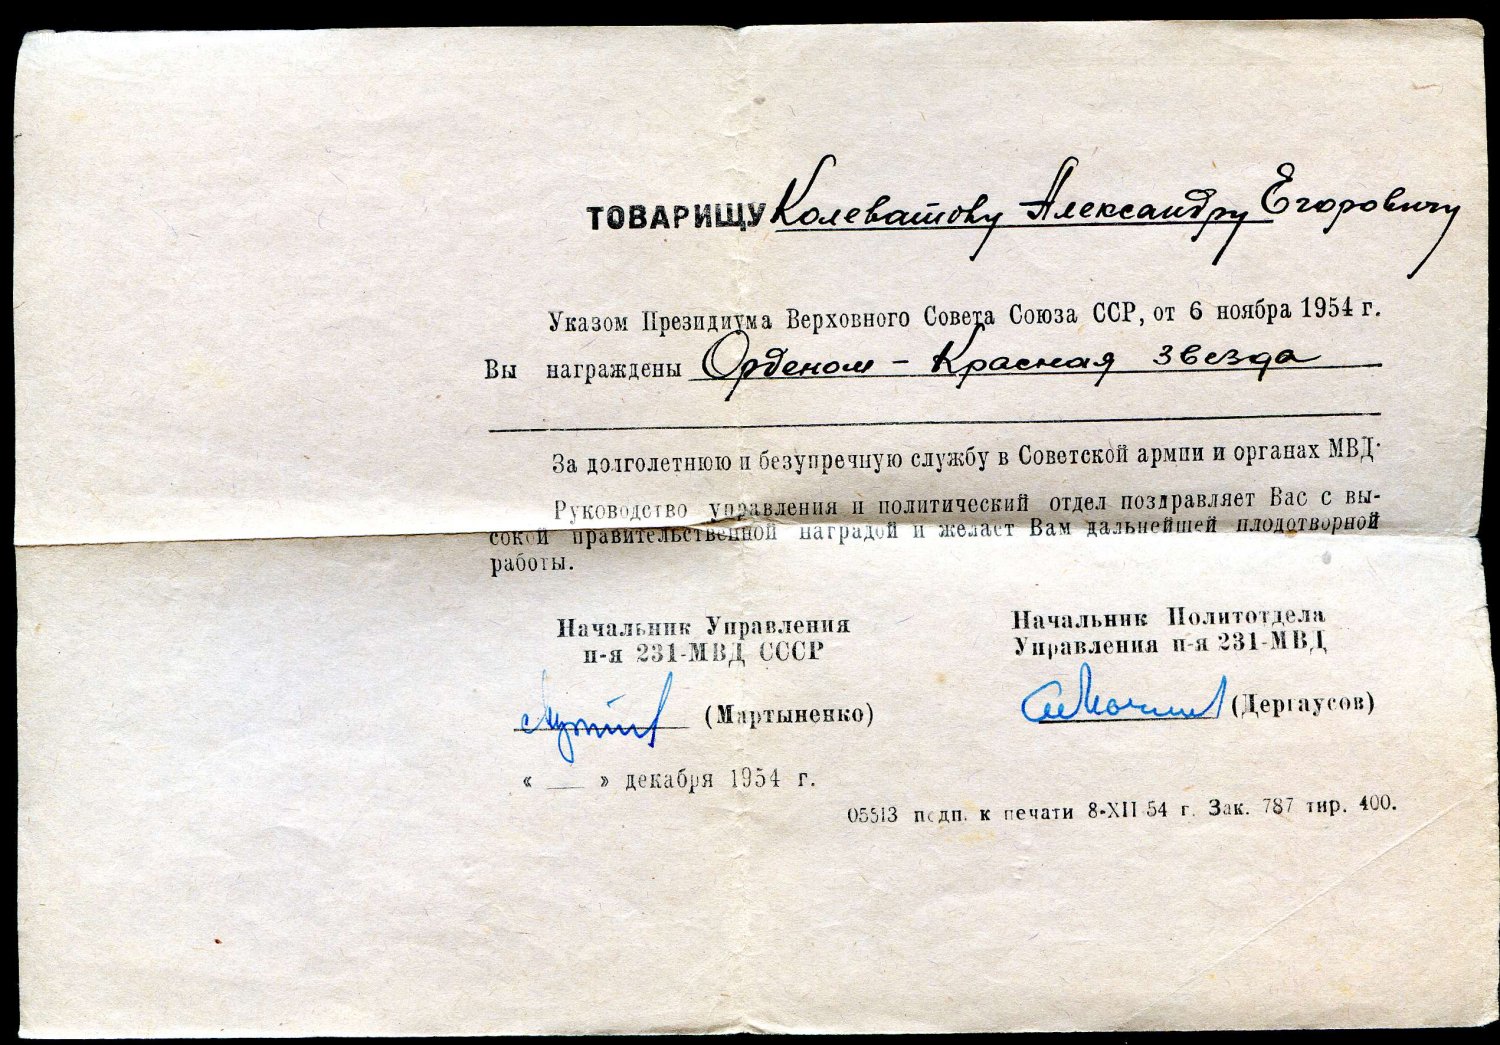 ТОВАРИЩУ Колеватову Александру Егоровичу
Указом Президиума Верховного Совета Союза ССР, от 6 ноября 1954 г.
Вы награждены Орденом – Красная звезда
За долголетнюю и безупречную службу в Советской армии и органах МВД.
Руководство управления и политический отдел поздравляет Вас с вы-
сокой правительственной наградой и желает Вам дальнейшей плодотворной
работы.
Начальник Управления
п-я 231-МВД СССР
(Мартыненко)
« __ » декабря 1954 г.
Начальник Политотдела
Управления п-я 231-МВД
(Дергаусов)
05513 подп. к печати 8-XII-54 г. Зак. 787 тир. 400.